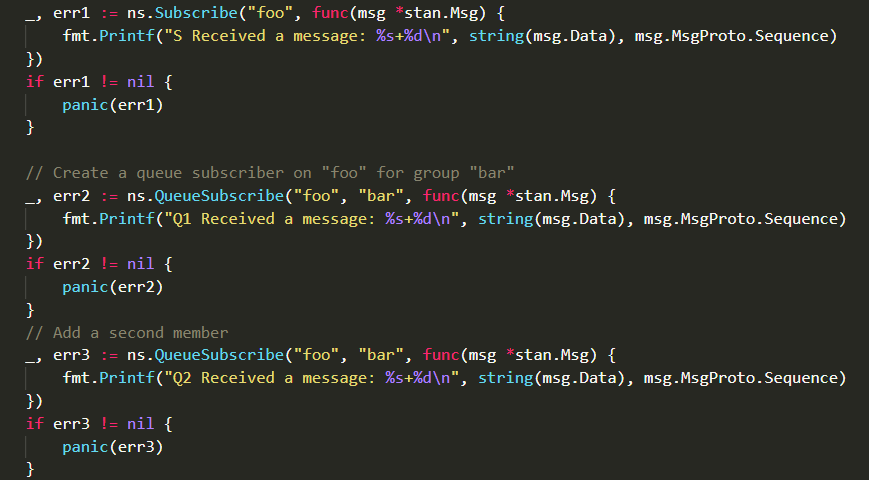 _, err1 := ns.Subscribe("foo", func(msg *stan.Msg) {
    fmt.Printf("S Received a message: %s+%d\n", string(msg.Data), msg.MsgProto.Sequence)
})
if err1 != nil {
    panic(err1)
}

// Create a queue subscriber on "foo" for group "bar"
_, err2 := ns.QueueSubscribe("foo", "bar", func(msg *stan.Msg) {
    fmt.Printf("Q1 Received a message: %s+%d\n", string(msg.Data), msg.MsgProto.Sequence)
})
if err2 != nil {
    panic(err2)
}
// Add a second member
_, err3 := ns.QueueSubscribe("foo", "bar", func(msg *stan.Msg) {
    fmt.Printf("Q2 Received a message: %s+%d\n", string(msg.Data), msg.MsgProto.Sequence)
})
if err3 != nil {
    panic(err3)
}